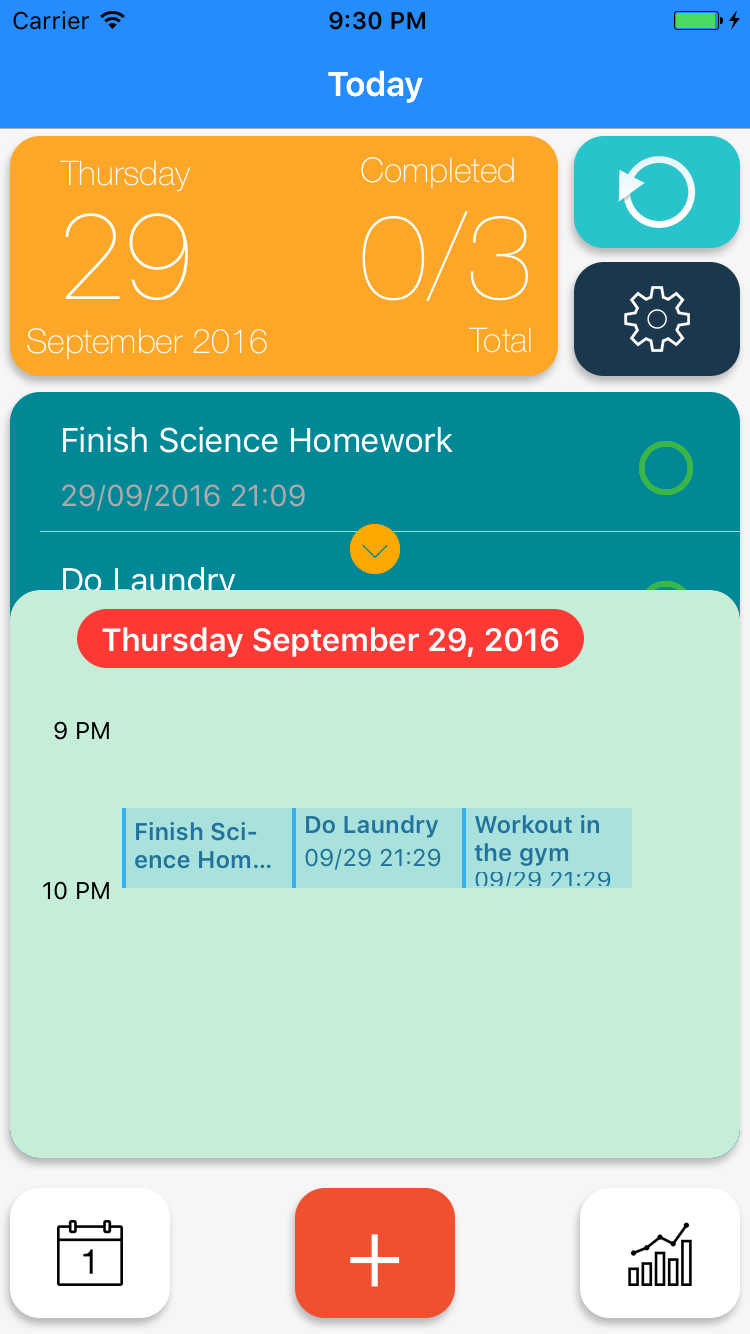 Carrier 9:30 PM
Today
Thursday Completed
29 0/3
September 2016 Total
Finish Science Homework
29/09/2016 21:09
Do Laundry
Thursday September 29, 2016
9 PM
Finish Sci-
ence Hom...
Do Laundry
09/29 21:29
Workout in
the gym
09/29 21:29
10 PM
1